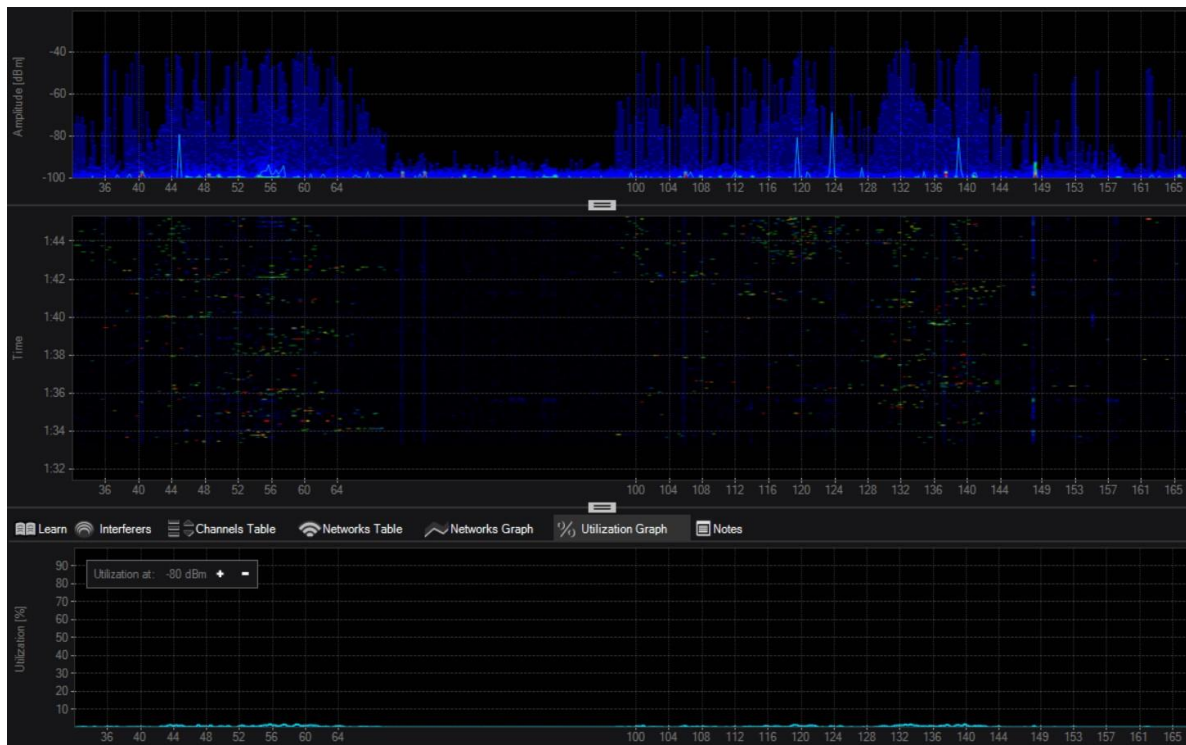 Amplitude [dBm]
-40
-60
-80
-100
36 40 44 48 52 56 60 64 100 104 108 112 116 120 124 128 132 136 140 144 149 153 157 161 165
Time
1:44
1:42
1:40
1:38
1:36
1:34
1:32
36 40 44 48 52 56 60 64 100 104 108 112 116 120 124 128 132 136 140 144 149 153 157 161 165
Learn Interferers Channels Table Networks Table Networks Graph Utilization Graph Notes
Utilization [%]
90
Utilization at: -80 dBm + -
80
70
60
50
40
30
20
10
36 40 44 48 52 56 60 64 100 104 108 112 116 120 124 128 132 136 140 144 149 153 157 161 165